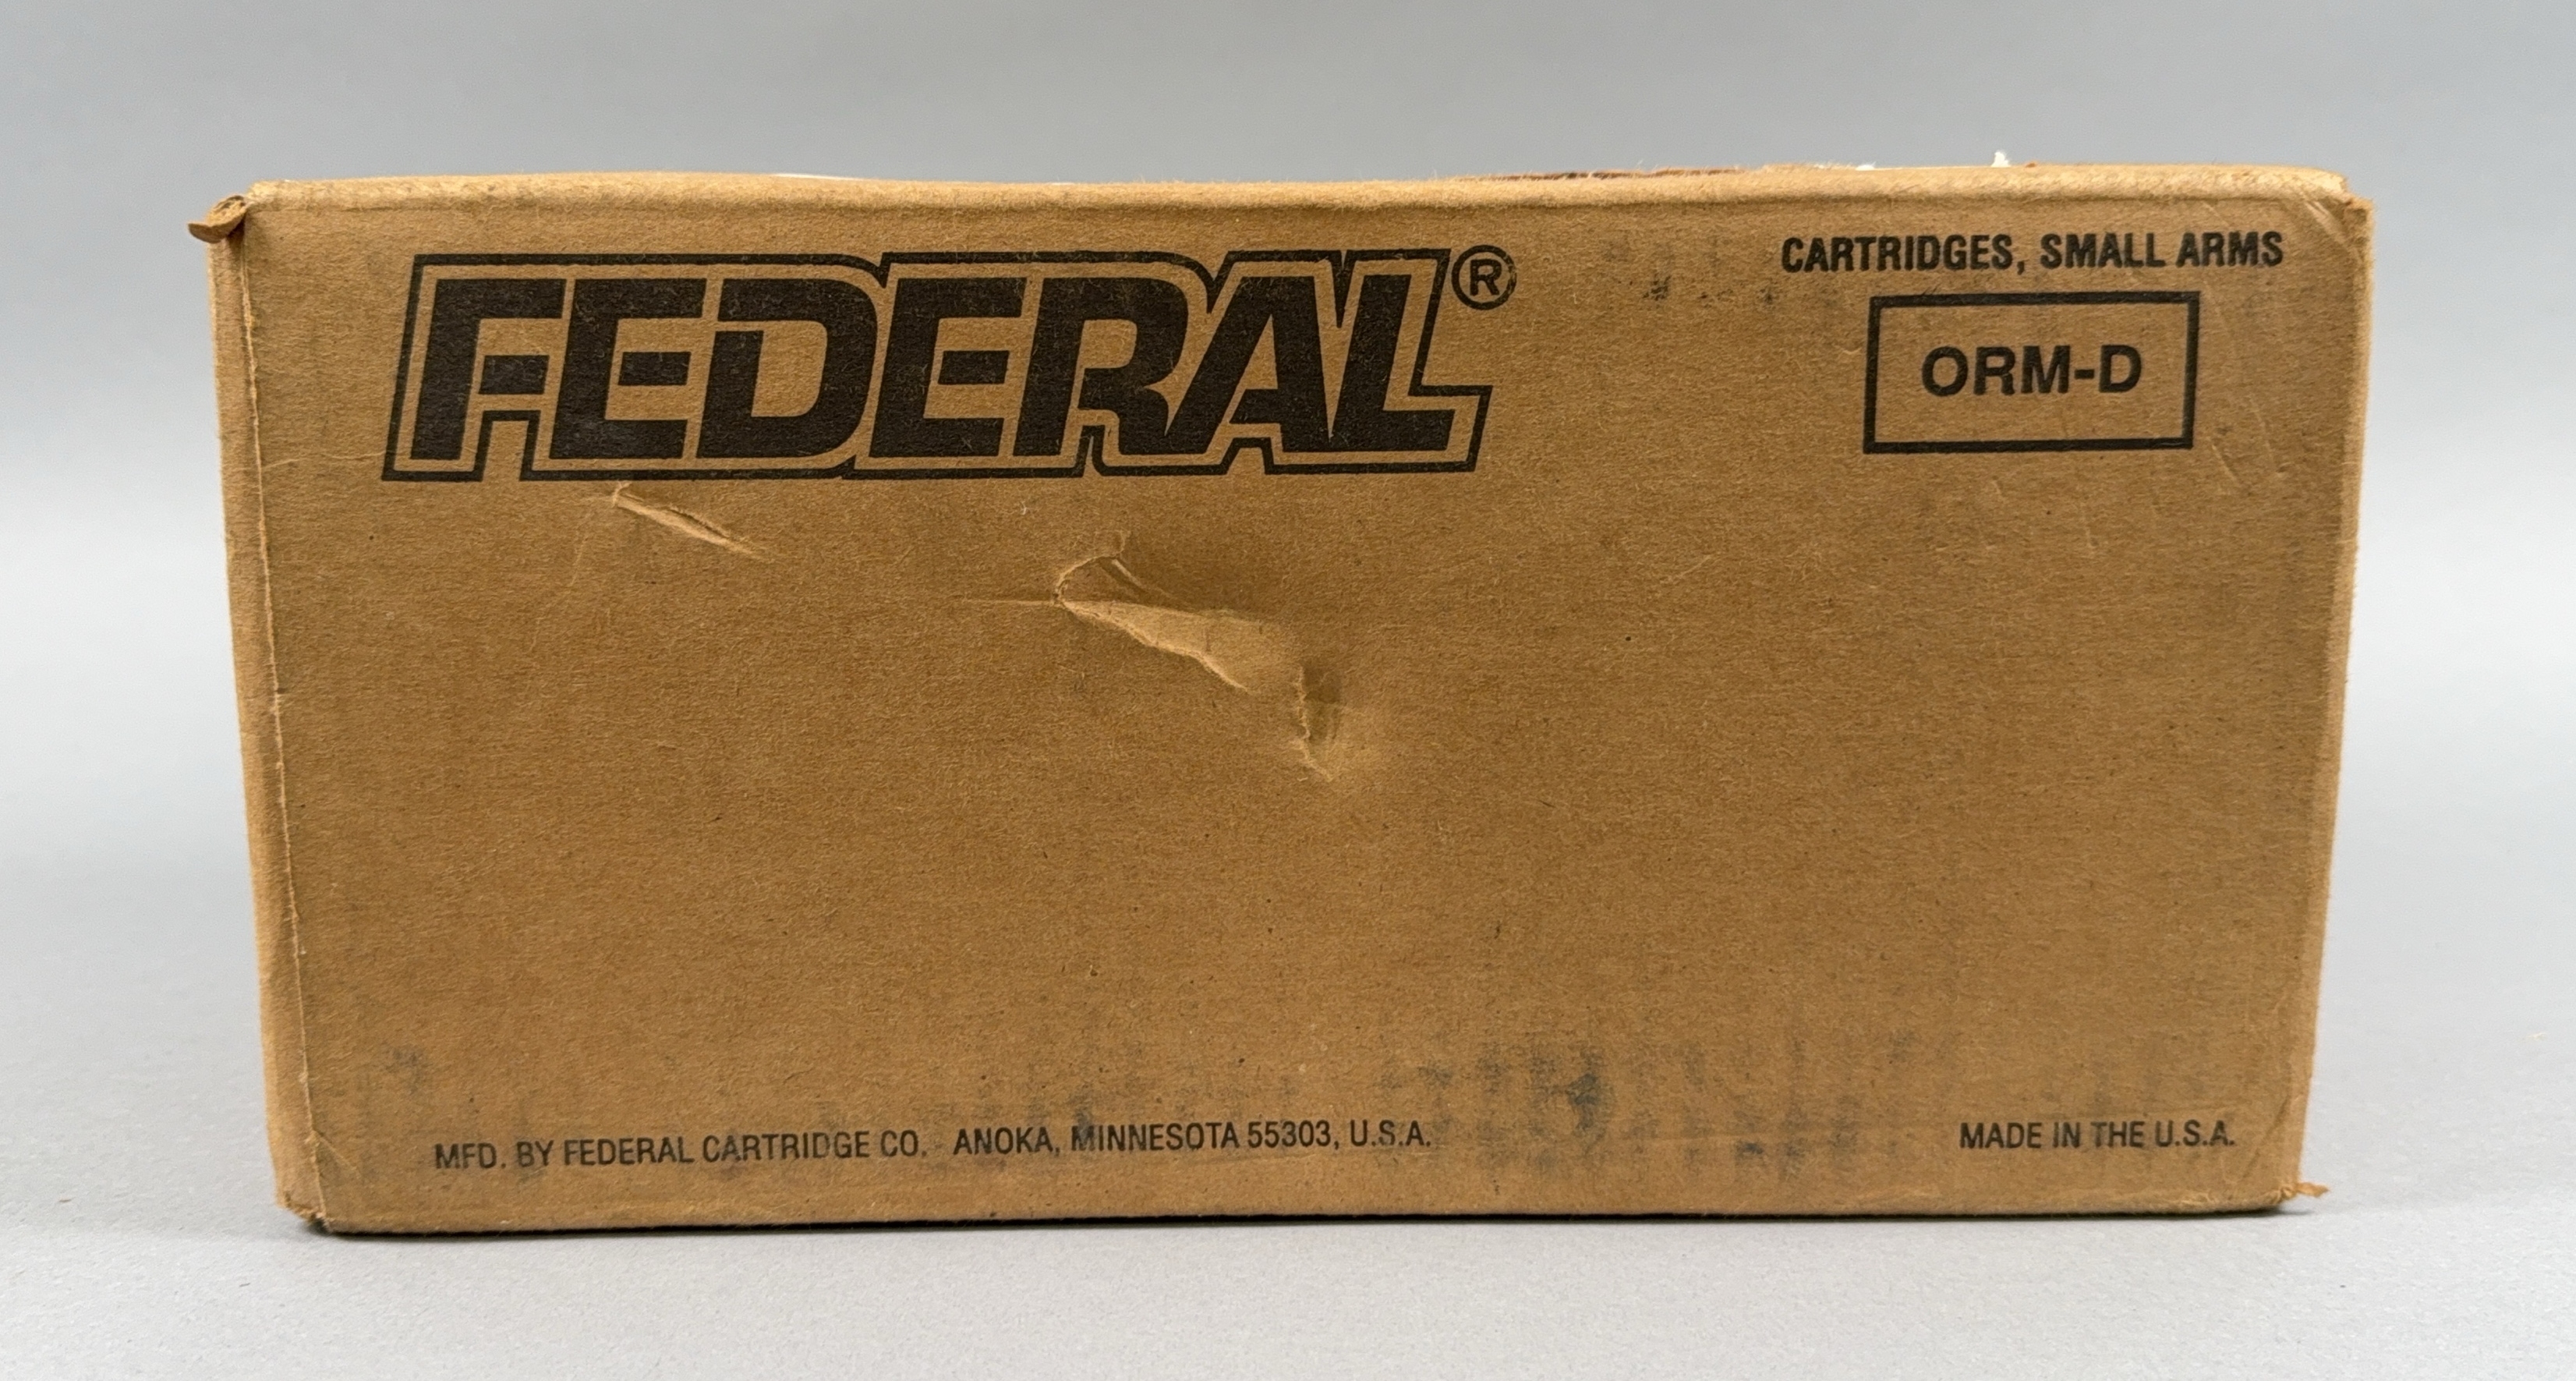 FEDERAL®
CARTRIDGES, SMALL ARMS
ORM-D
MFD. BY FEDERAL CARTRIDGE CO. ANOKA, MINNESOTA 55303, U.S.A.
MADE IN THE U.S.A.